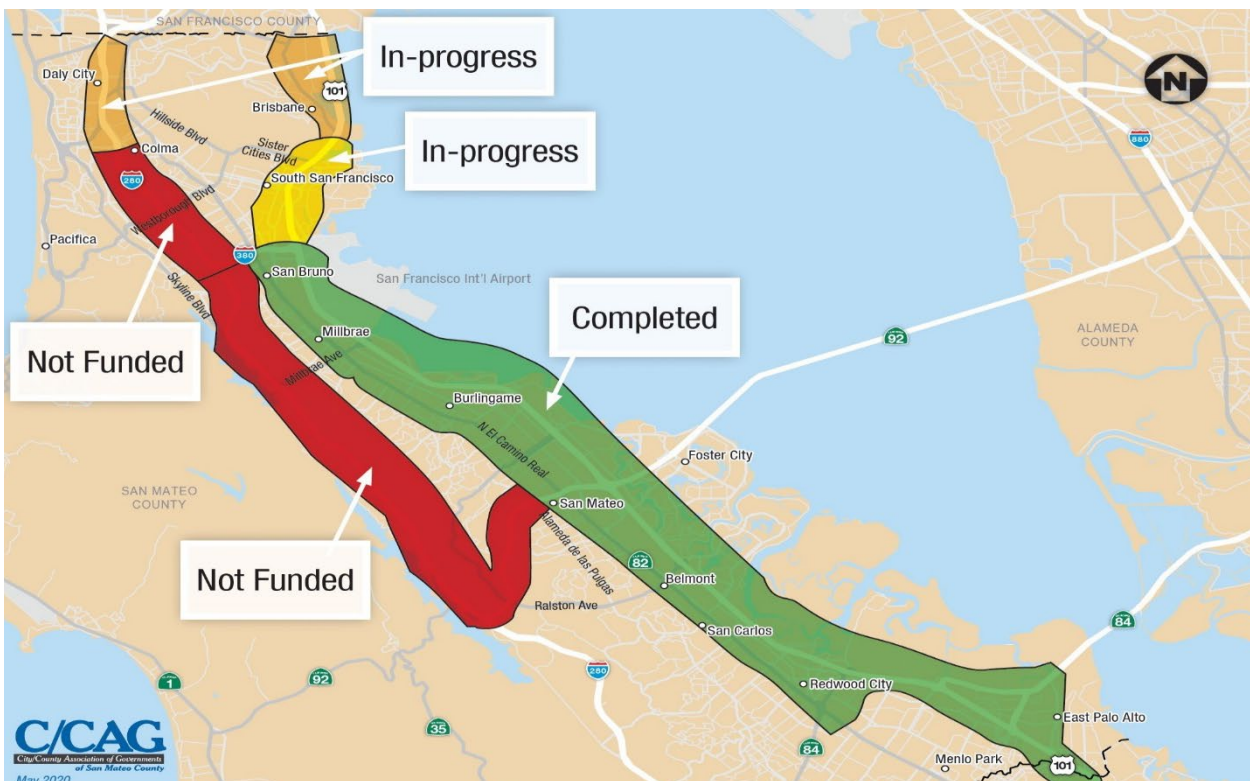 SAN FRANCISCO COUNTY
In-progress
Daly City
101
Brisbane
Hillside Blvd
Sister
Cities Blvd
In-progress
Colma
880
280
South San Francisco
Westborough Blvd
Pacifica
380
San Bruno
San Francisco Int'l Airport
Skyline Blvd
Completed
Not Funded
Millbrae
Millbrae Ave
92
ALAMEDA
COUNTY
Burlingame
N El Camino Real
Foster City
SAN MATEO
COUNTY
San Mateo
Alameda de las Pulgas
Not Funded
82
Belmont
Ralston Ave
San Carlos
84
280
1
92
Redwood City
East Palo Alto
35
84
Menlo Park
101
N
C/CAG
City/County Association of Governments
of San Mateo County
May 2020